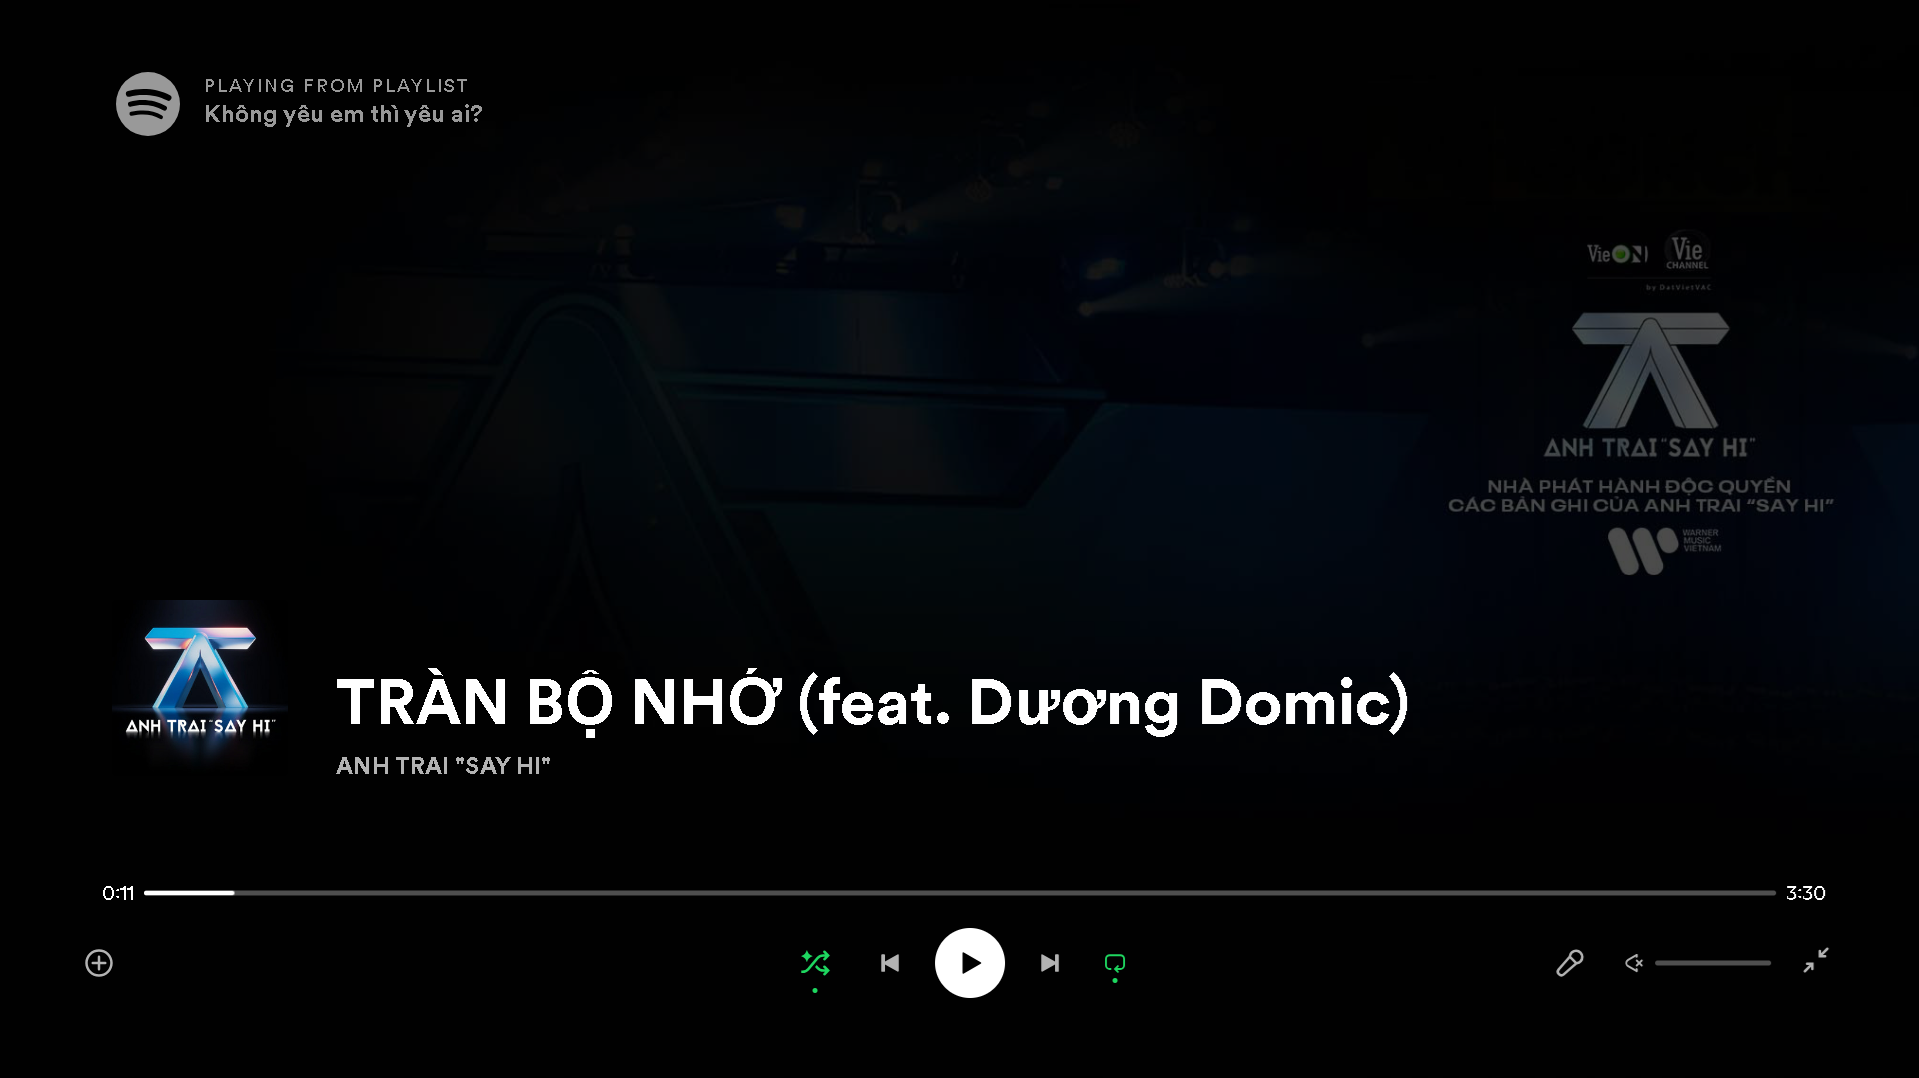 PLAYING FROM PLAYLIST
Không yêu em thì yêu ai?
VieON
Vie
CHANNEL
by DatVietVAC
ANH TRAI "SAY HI"
NHÀ PHÁT HÀNH ĐỘC QUYỀN
CÁC BẢN GHI CỦA ANH TRAI "SAY HI"
WARNER
MUSIC
VIETNAM
ANH TRAI "SAY HI"
TRÀN BỘ NHỚ (feat. Dương Domic)
ANH TRAI "SAY HI"
0:11
3:30